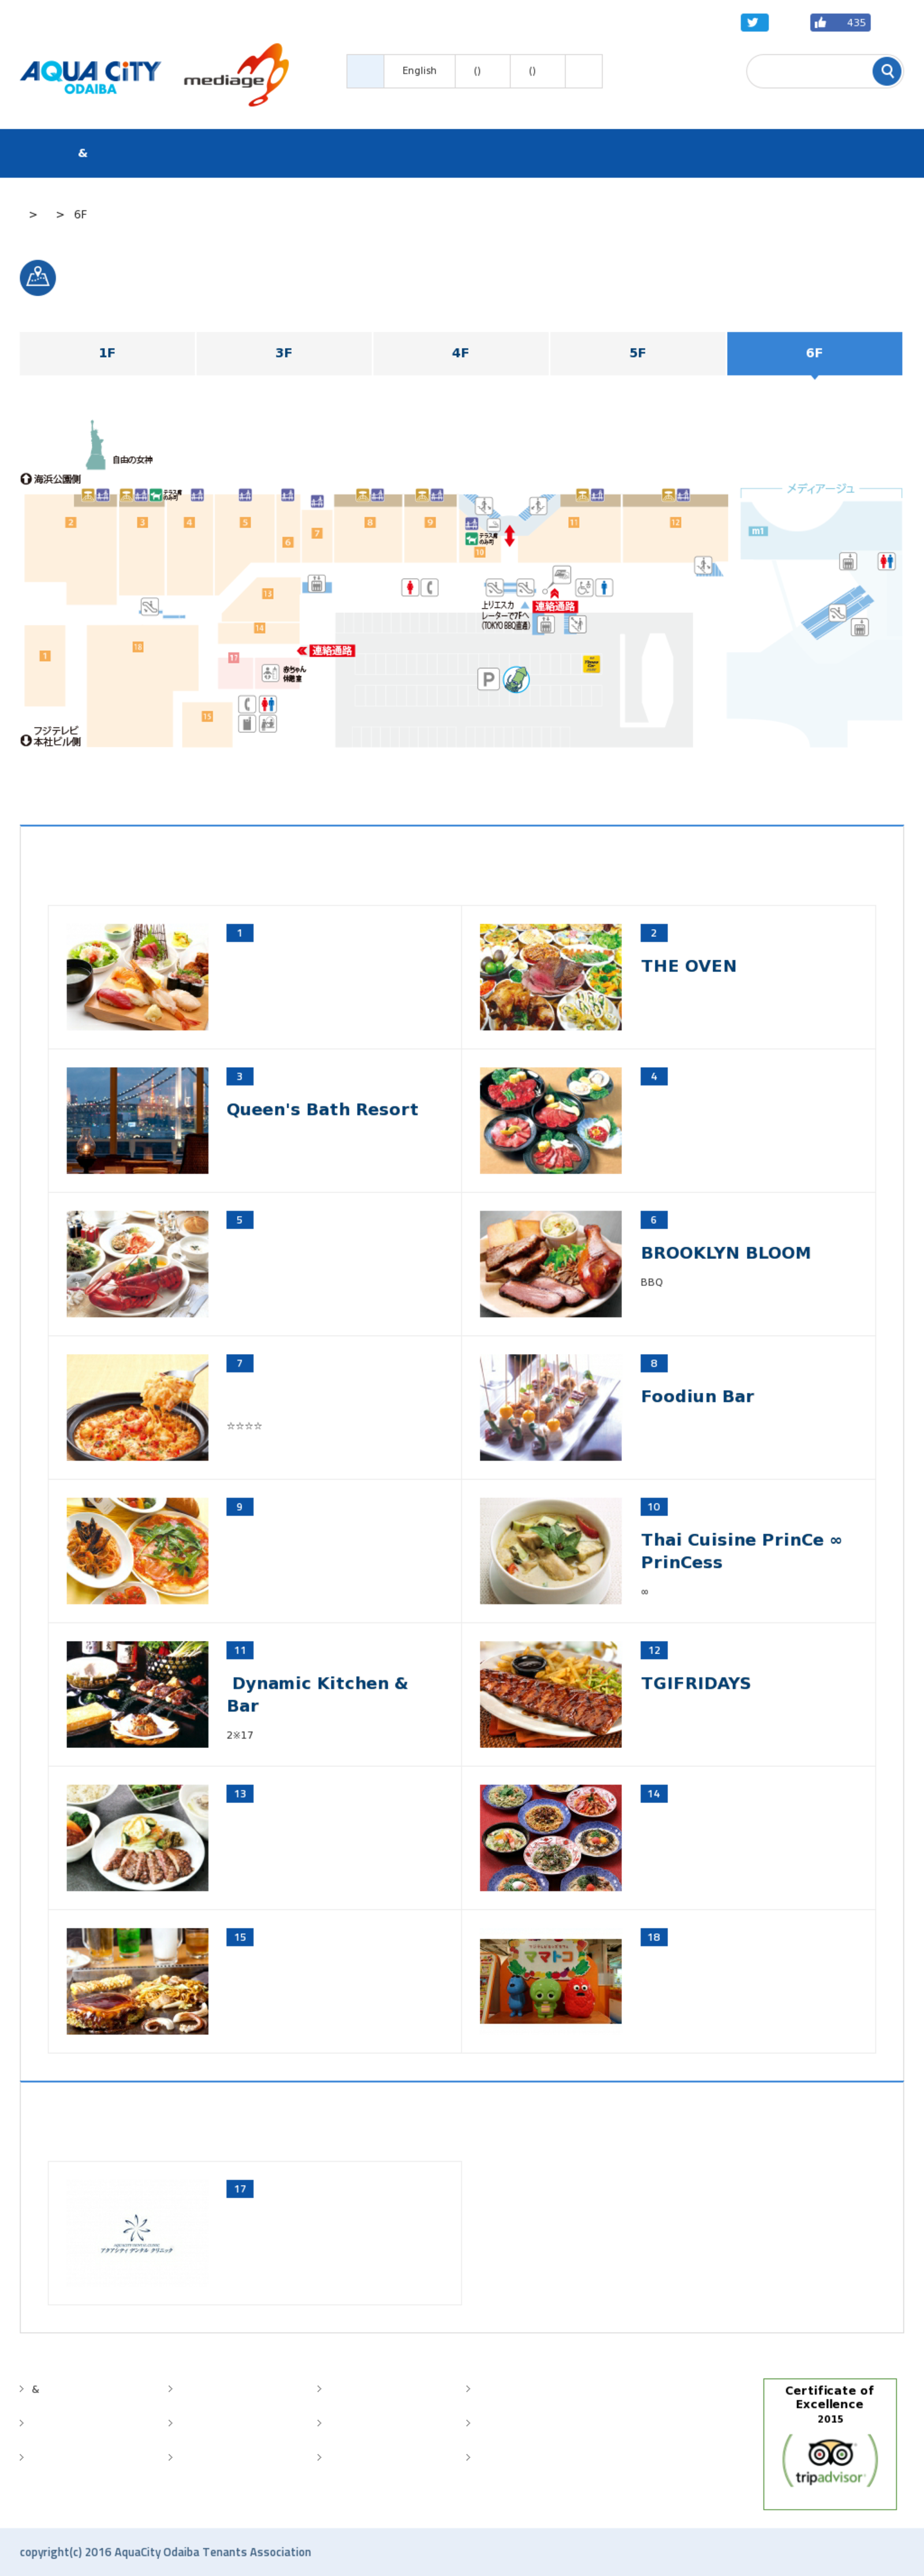 435
AQUA CiTY
ODAIBA
mediage
English
()
()
&
> > 6F
1F
3F
4F
5F
6F
自由の女神
海浜公園側
テラス席
のみ可
メディアージュ
2
3
4
5
6
7
8
9
11
12
m1
テラス席
のみ可
18
13
14
上りエスカ
レーターで7Fへ
(TOKYO BBQ直通)
連絡通路
連絡通路
1
16
17
赤ちゃん
休憩室
P
15
フジテレビ
本社ビル側
1
2
THE OVEN
3
Queen's Bath Resort
4
5
6
BROOKLYN BLOOM
BBQ
7
☆☆☆☆
8
Foodiun Bar
9
10
Thai Cuisine PrinCe ∞
PrinCess
∞
11
Dynamic Kitchen &
Bar
2※17
12
TGIFRIDAYS
13
14
15
18
ママトコ
17
アクアシティ デンタル クリニック
&
Certificate of
Excellence
2015
tripadvisor
copyright(c) 2016 AquaCity Odaiba Tenants Association